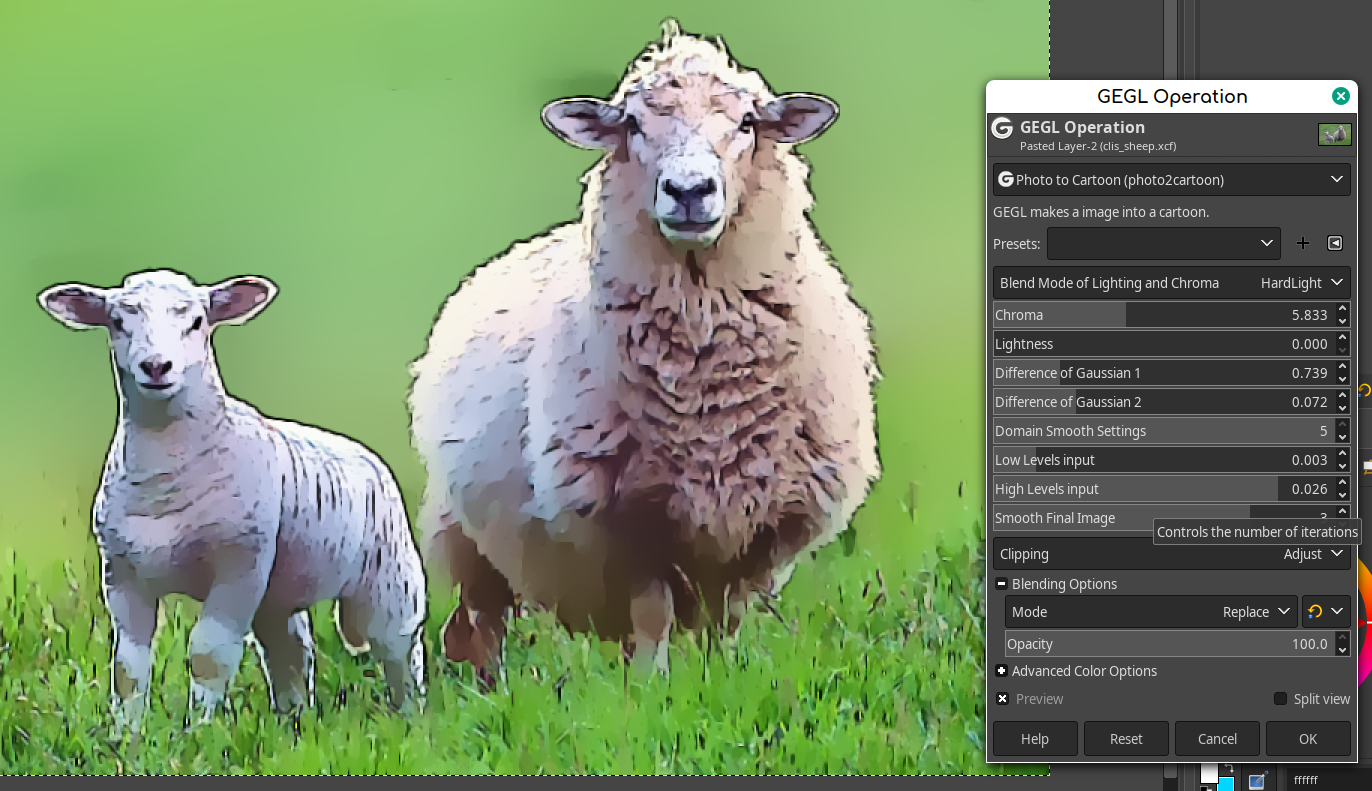 GEGL Operation
GEGL Operation
Pasted Layer-2 (clis_sheep.xcf)
Photo to Cartoon (photo2cartoon)
GEGL makes a image into a cartoon.
Presets:
Blend Mode of Lighting and Chroma HardLight
Chroma 5.833
Lightness 0.000
Difference of Gaussian 1 0.739
Difference of Gaussian 2 0.072
Domain Smooth Settings 5
Low Levels input 0.003
High Levels input 0.026
Smooth Final Image 3
Controls the number of iterations
Clipping Adjust
Blending Options
Mode Replace
Opacity 100.0
Advanced Color Options
Preview Split view
Help Reset Cancel OK
ffffff